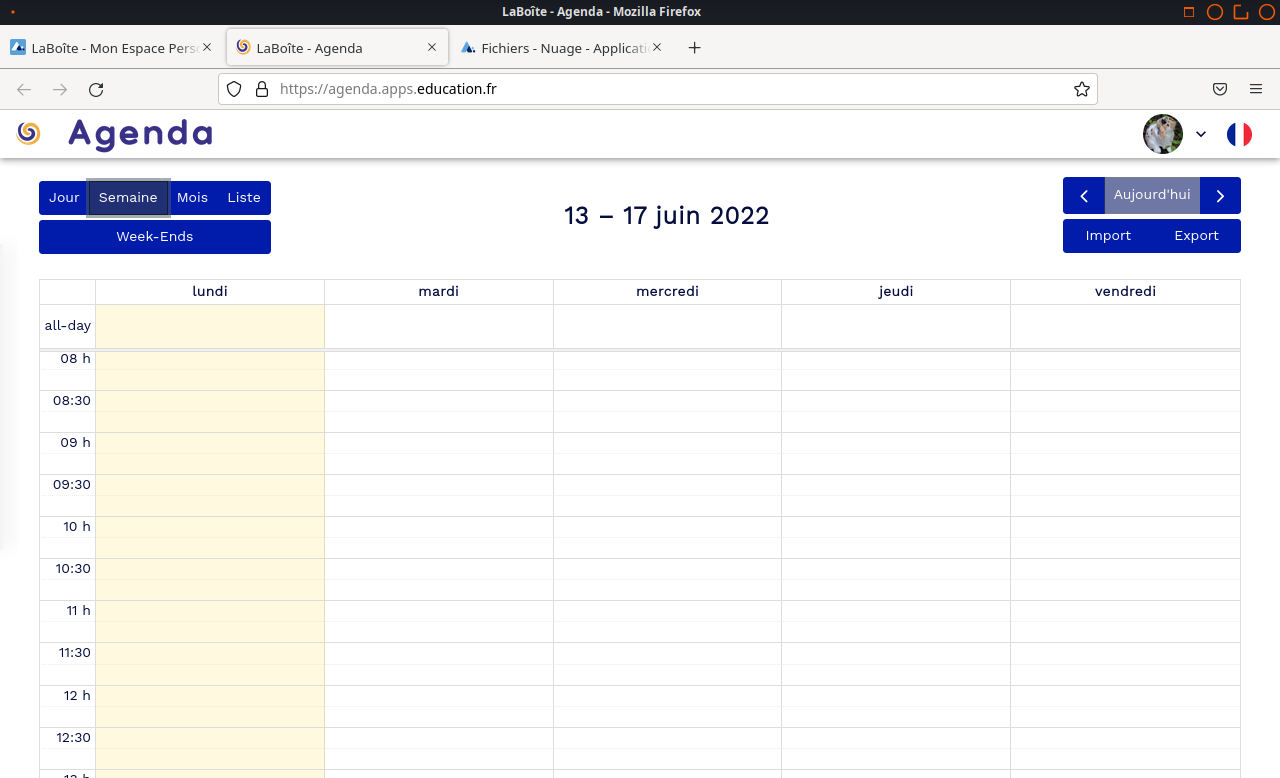 LaBoîte - Agenda - Mozilla Firefox
LaBoîte - Mon Espace Pers
LaBoîte - Agenda
Fichiers - Nuage - Applicati
https://agenda.apps.education.fr
Agenda
Jour Semaine Mois Liste
Week-Ends
13 – 17 juin 2022
Aujourd'hui
Import Export
lundi mardi mercredi jeudi vendredi
all-day
08 h
08:30
09 h
09:30
10 h
10:30
11 h
11:30
12 h
12:30
13 h